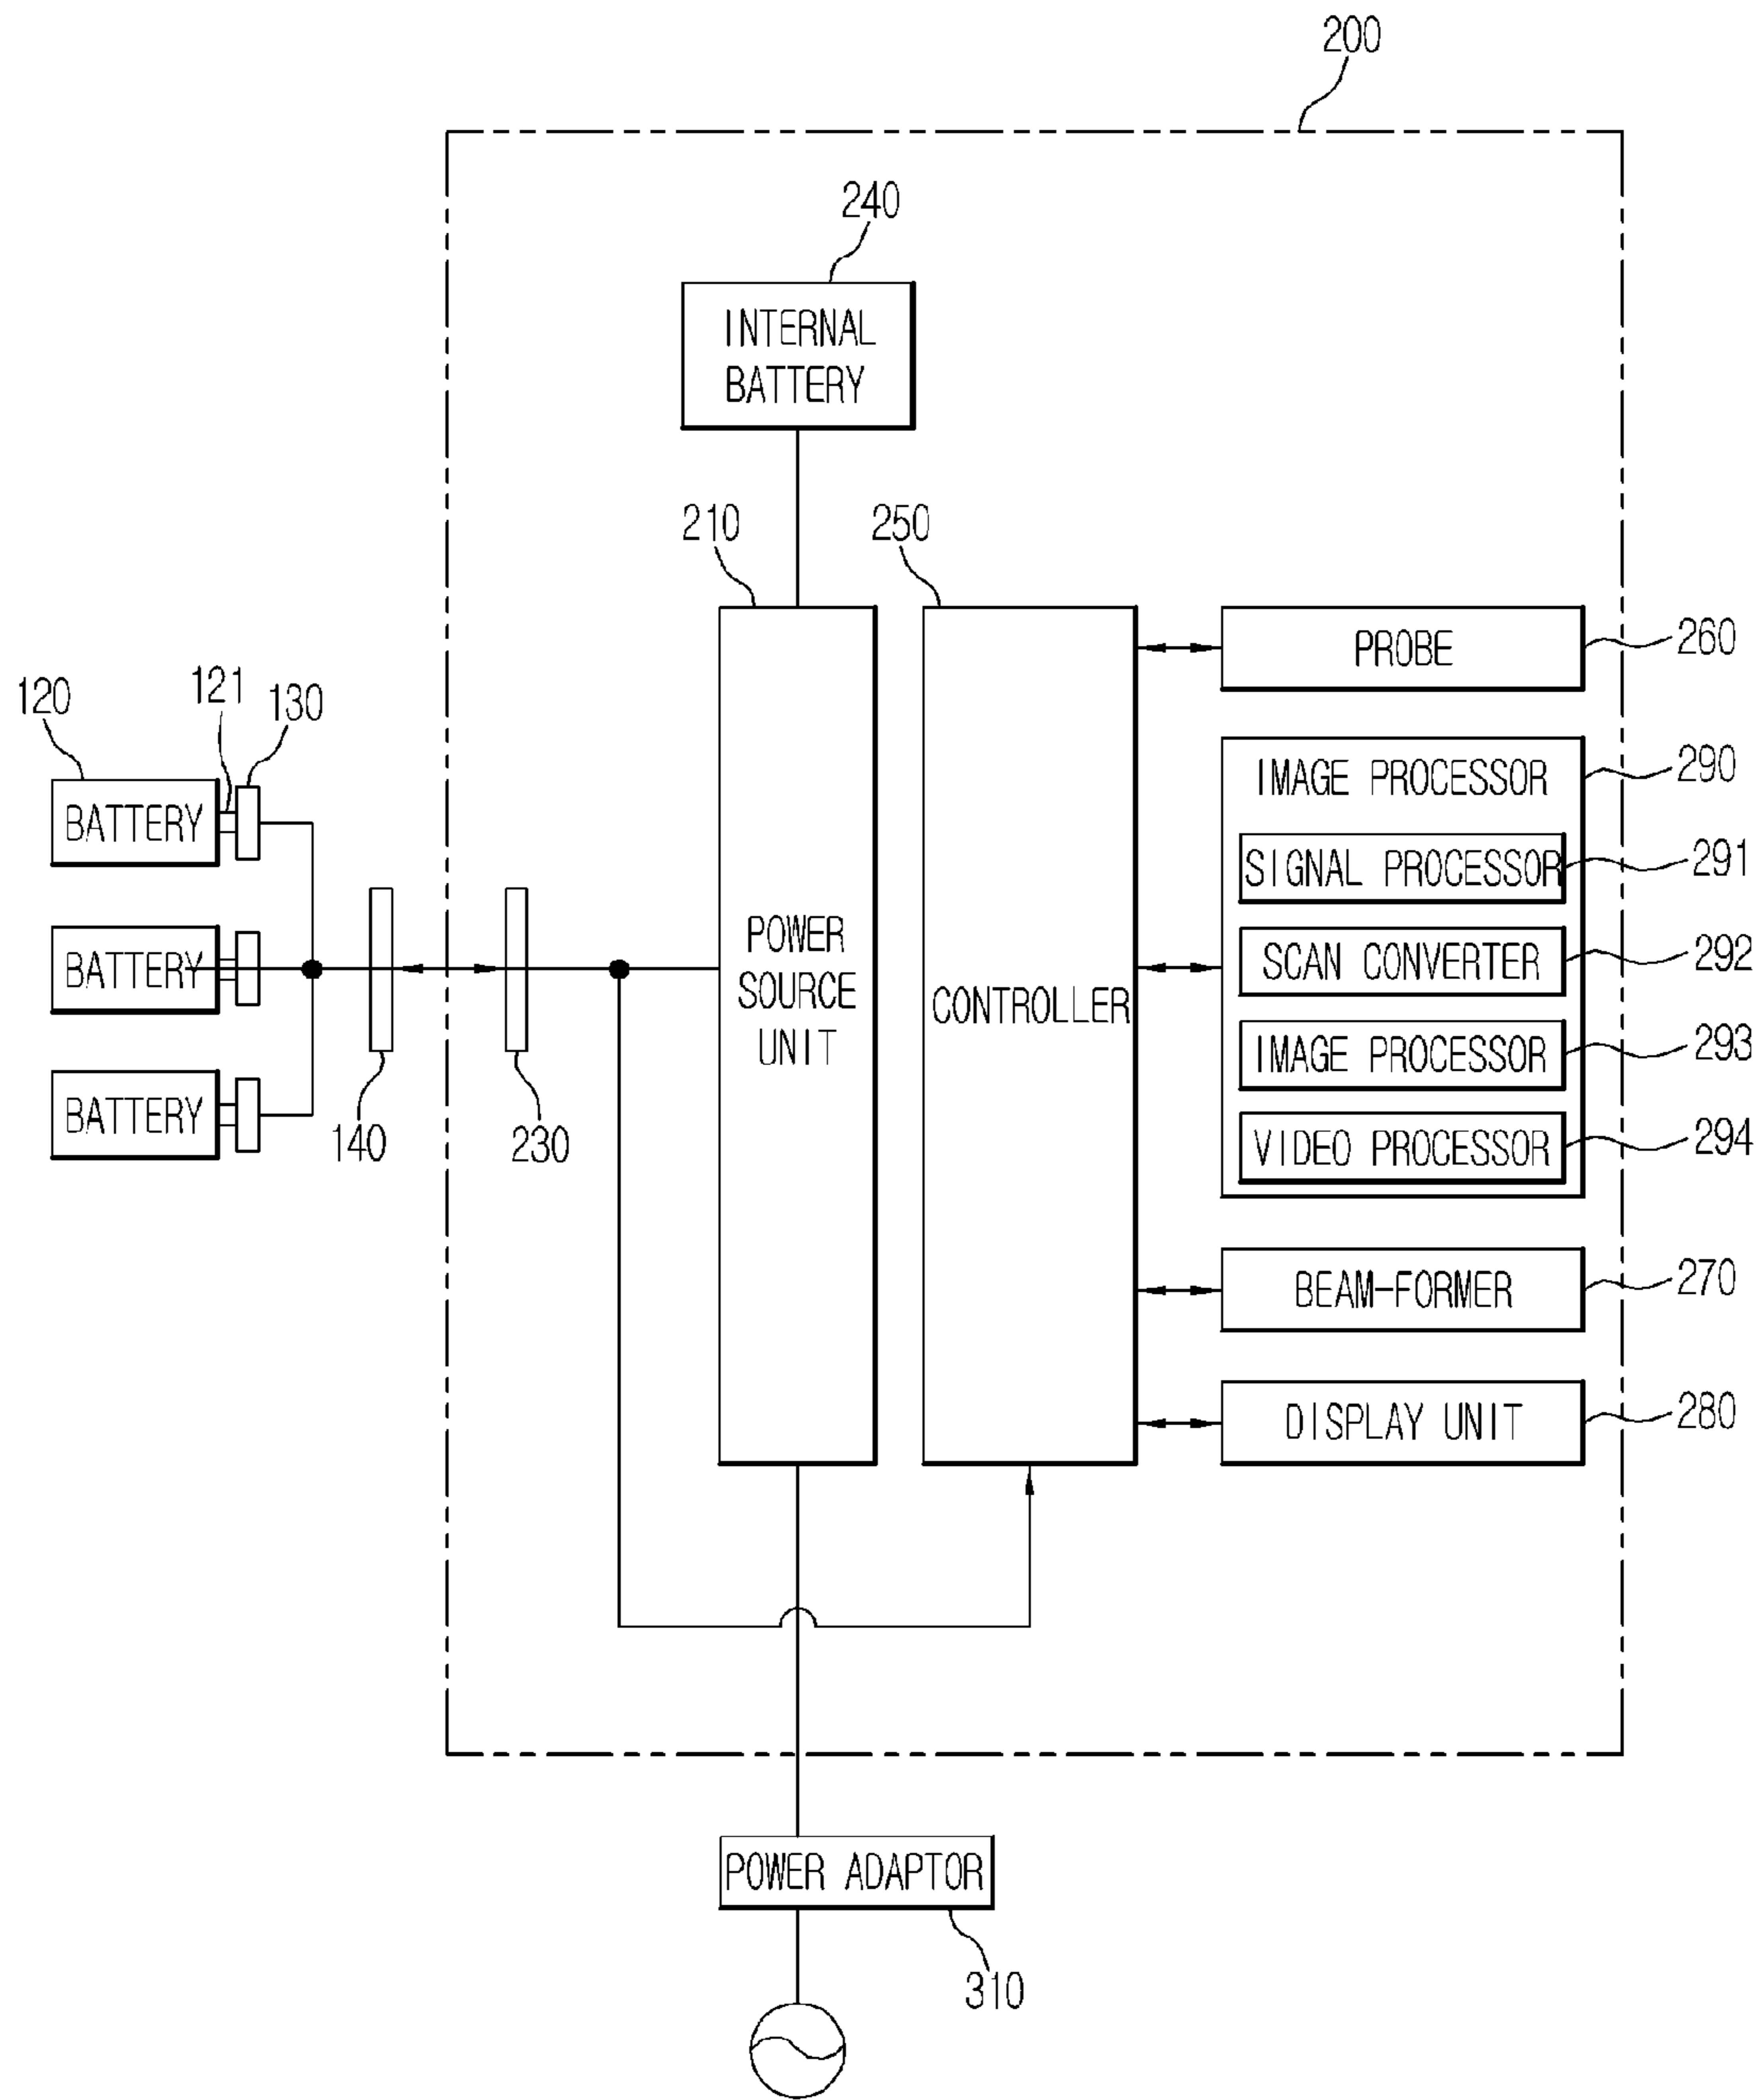 200
240
INTERNAL
BATTERY
210
250
PROBE
260
120
121
130
IMAGE PROCESSOR
290
BATTERY
SIGNAL PROCESSOR
291
POWER
SOURCE
UNIT
CONTROLLER
BATTERY
SCAN CONVERTER
292
IMAGE PROCESSOR
293
BATTERY
140
230
VIDEO PROCESSOR
294
BEAM-FORMER
270
DISPLAY UNIT
280
POWER ADAPTOR
310